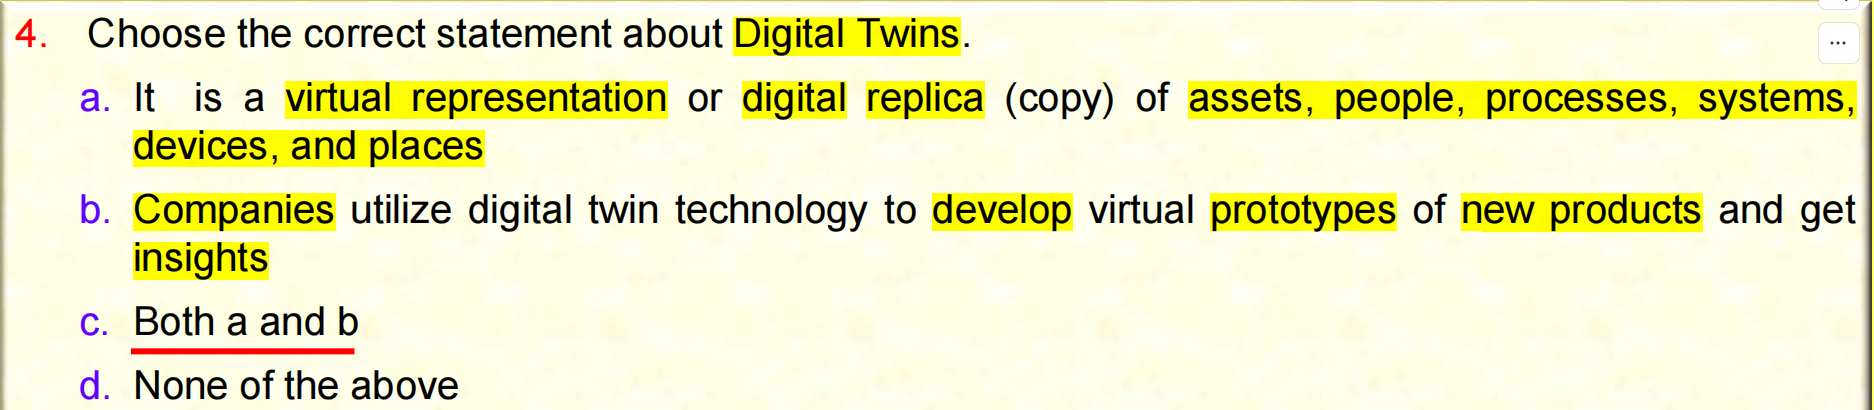 4. Choose the correct statement about Digital Twins.
a. It is a virtual representation or digital replica (copy) of assets, people, processes, systems,
devices, and places
b. Companies utilize digital twin technology to develop virtual prototypes of new products and get
insights
c. Both a and b
d. None of the above